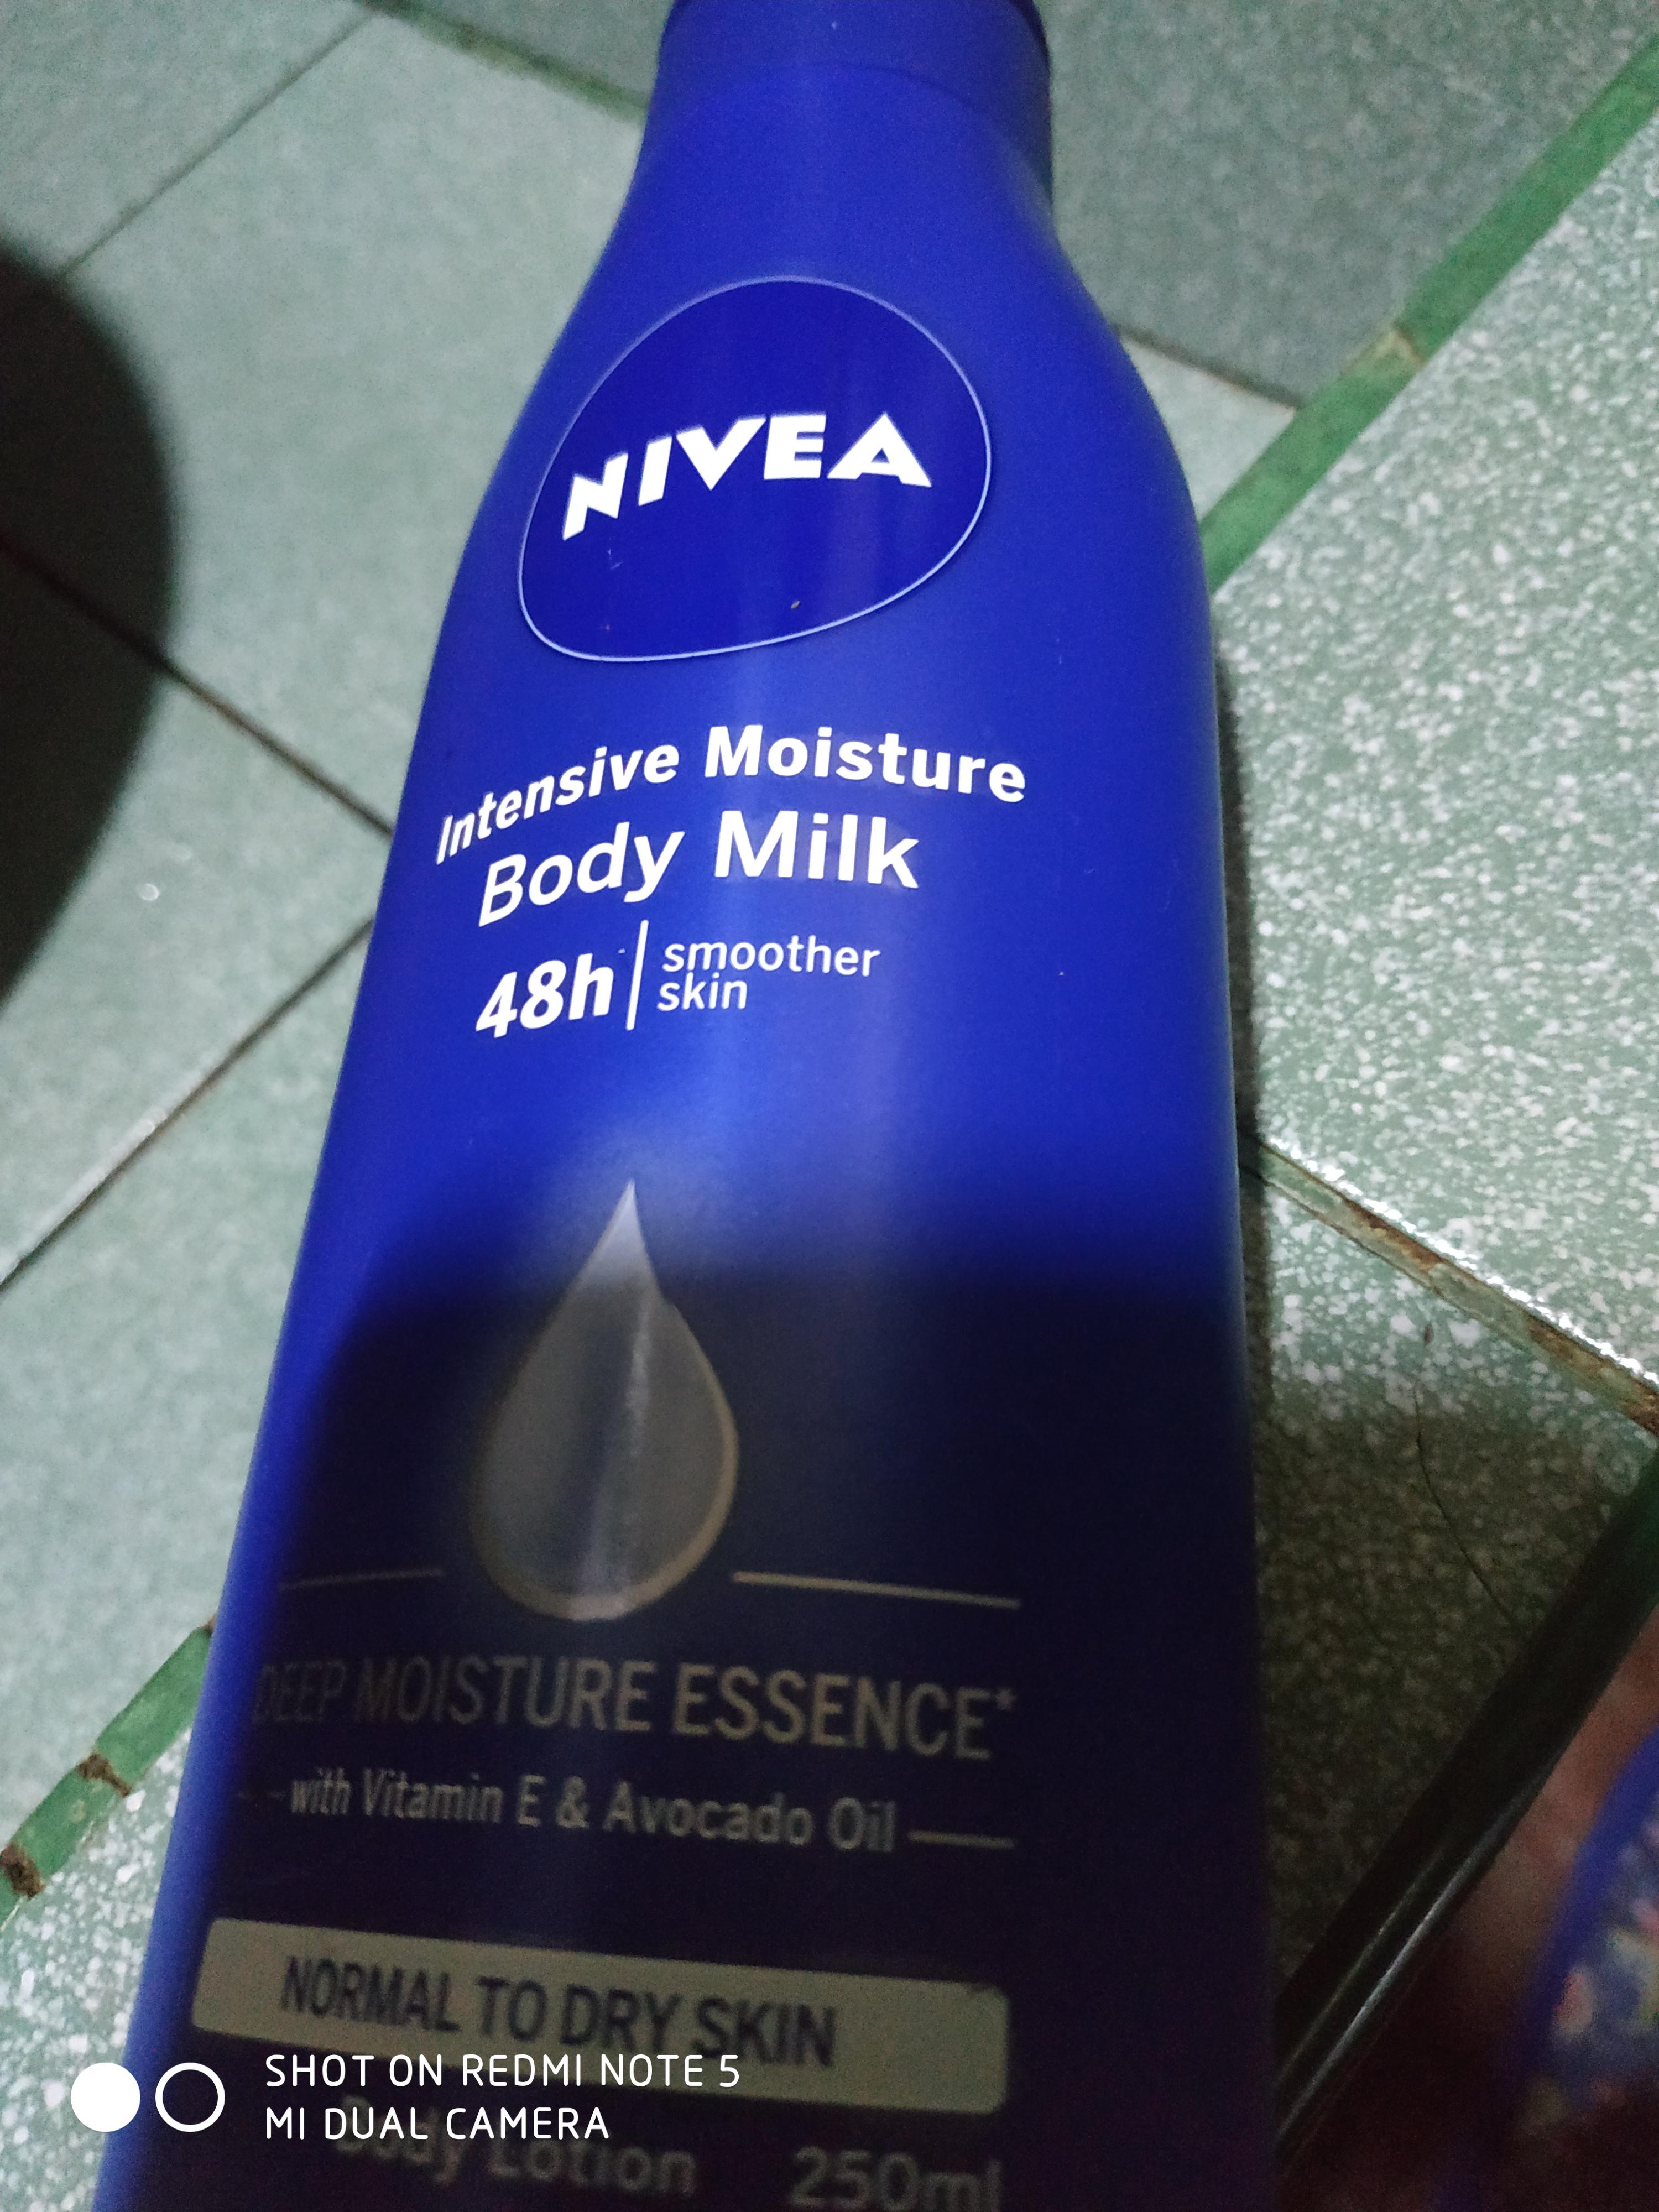 NIVEA
Intensive Moisture
Body Milk
48h smoother
skin
DEEP MOISTURE ESSENCE*
with Vitamin E & Avocado Oil
NORMAL TO DRY SKIN
Body Lotion 250ml
SHOT ON REDMI NOTE 5
MI DUAL CAMERA